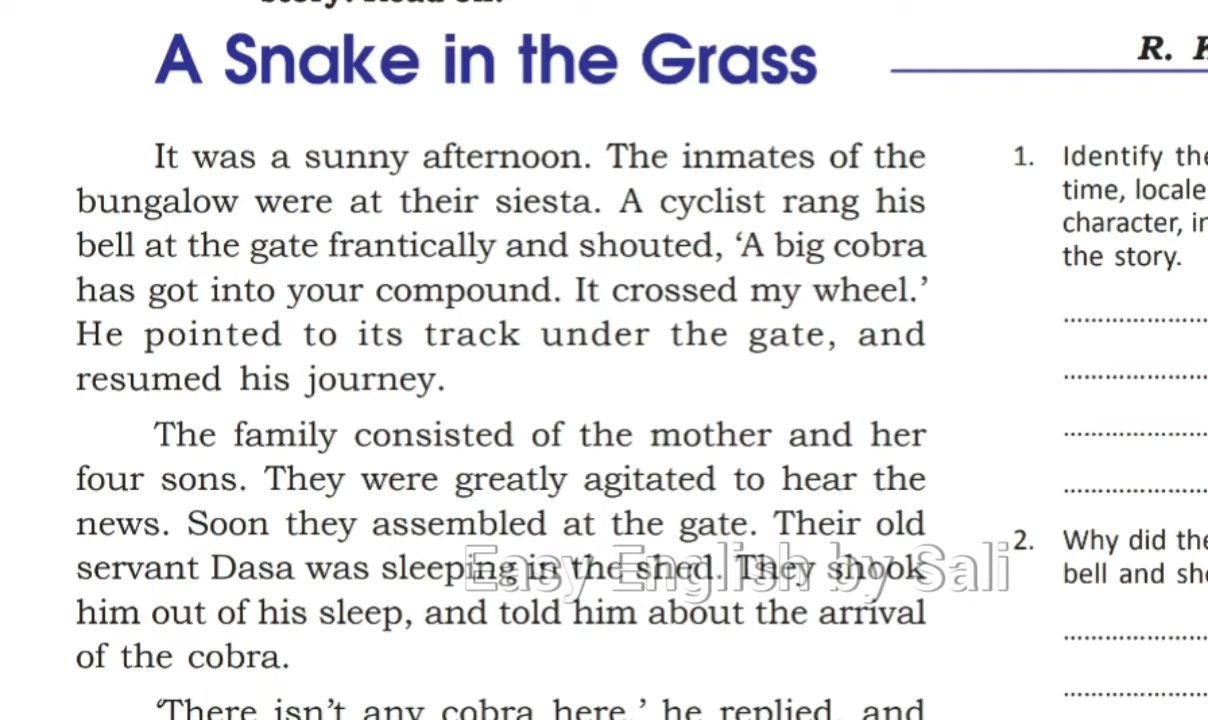 A Snake in the Grass
R.
It was a sunny afternoon. The inmates of the
bungalow were at their siesta. A cyclist rang his
bell at the gate frantically and shouted, ‘A big cobra
has got into your compound. It crossed my wheel.’
He pointed to its track under the gate, and
resumed his journey.
The family consisted of the mother and her
four sons. They were greatly agitated to hear the
news. Soon they assembled at the gate. Their old
servant Dasa was sleeping in the shed. They shook
him out of his sleep, and told him about the arrival
of the cobra.
‘There isn’t any cobra here,’ he replied, and
1. Identify the
time, locale
character, in
the story.
....................
....................
....................
....................
2. Why did the
bell and sho
....................
....................
Easy English by Sali